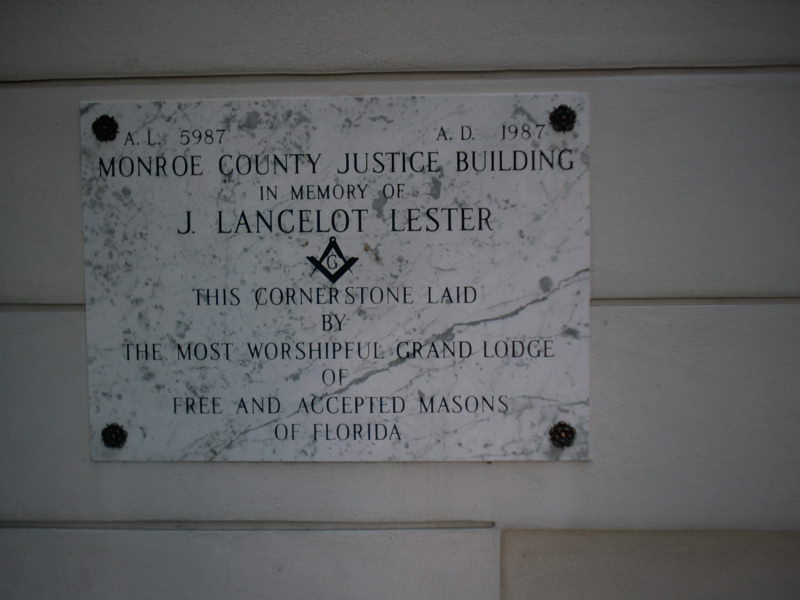 A. L. 5987 A. D. 1987
MONROE COUNTY JUSTICE BUILDING
IN MEMORY OF
J. LANCELOT LESTER
G
THIS CORNERSTONE LAID
BY
THE MOST WORSHIPFUL GRAND LODGE
OF
FREE AND ACCEPTED MASONS
OF FLORIDA